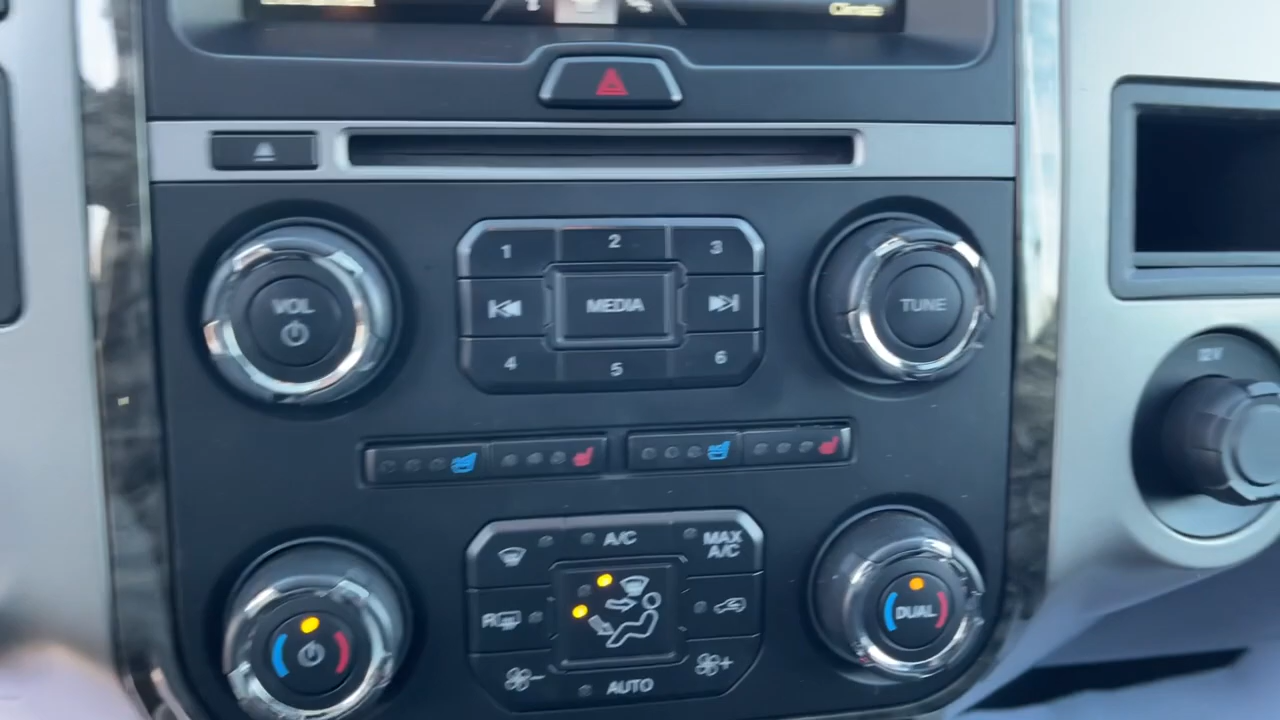 Climate
1 2 3
VOL
MEDIA
TUNE
4 5 6
12V
A/C
MAX
A/C
R
DUAL
AUTO